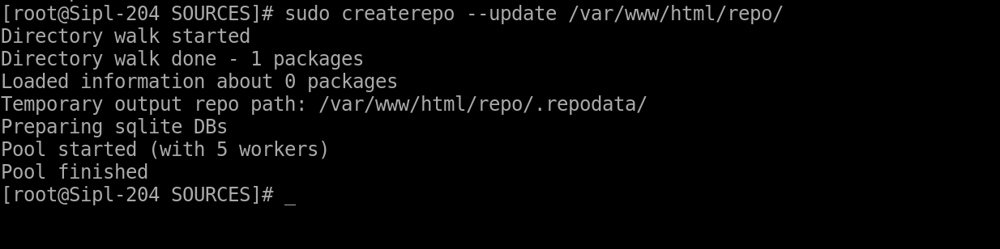 [root@Sipl-204 SOURCES]# sudo createrepo --update /var/www/html/repo/
Directory walk started
Directory walk done - 1 packages
Loaded information about 0 packages
Temporary output repo path: /var/www/html/repo/.repodata/
Preparing sqlite DBs
Pool started (with 5 workers)
Pool finished
[root@Sipl-204 SOURCES]# _